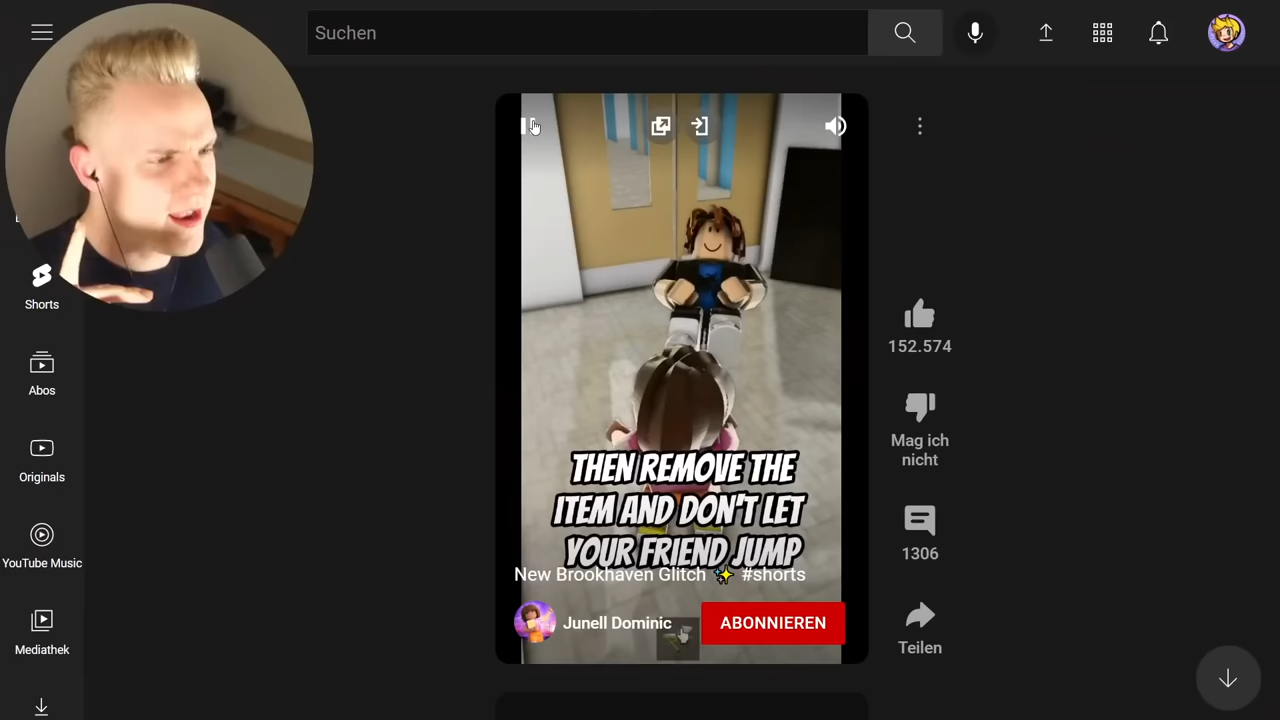 Suchen
Shorts
Abos
Originals
YouTube Music
Mediathek
THEN REMOVE THE
ITEM AND DON'T LET
YOUR FRIEND JUMP
New Brookhaven Glitch ✨ #shorts
Junell Dominic
ABONNIEREN
152.574
Mag ich
nicht
1306
Teilen